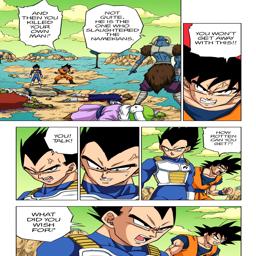 AND
THEN YOU
KILLED
YOUR
OWN
MAN?
NOT
QUITE.
HE IS THE
ONE WHO
SLAUGHTERED
THE
NAMEKIANS.
YOU WON'T
GET AWAY
WITH THIS!!
YOU!
TALK!
HOW
ROTTEN
CAN YOU
GET?!
WHAT
DID YOU
WISH
FOR?